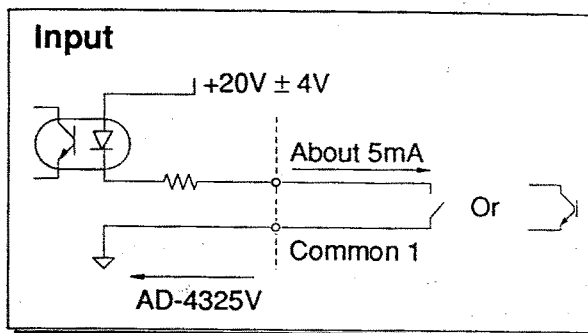 Input
+20V ± 4V
About 5mA
Or
Common 1
AD-4325V